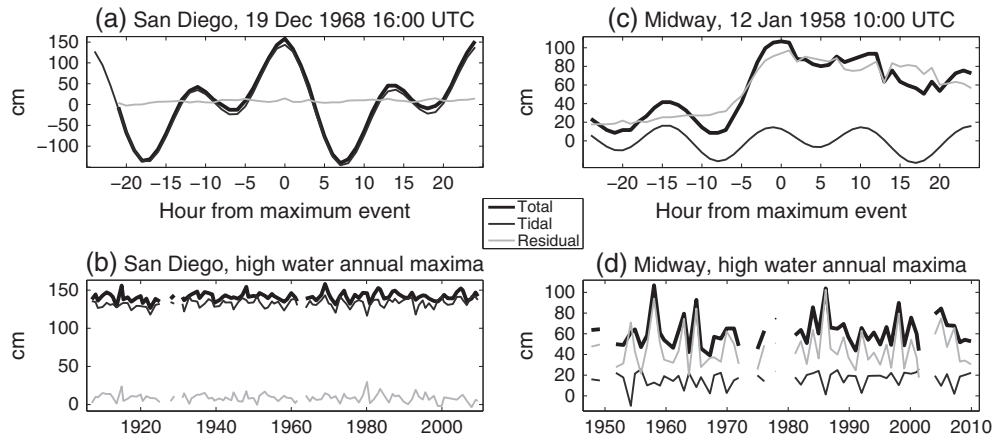 (a) San Diego, 19 Dec 1968 16:00 UTC
150
100
50
0
−50
−100
cm
−20 −15 −10 −5 0 5 10 15 20
Hour from maximum event
(c) Midway, 12 Jan 1958 10:00 UTC
100
80
60
40
20
0
cm
−20 −15 −10 −5 0 5 10 15 20
Hour from maximum event
Total
Tidal
Residual
(b) San Diego, high water annual maxima
150
100
50
0
cm
1920 1940 1960 1980 2000
(d) Midway, high water annual maxima
100
80
60
40
20
0
cm
1950 1960 1970 1980 1990 2000 2010